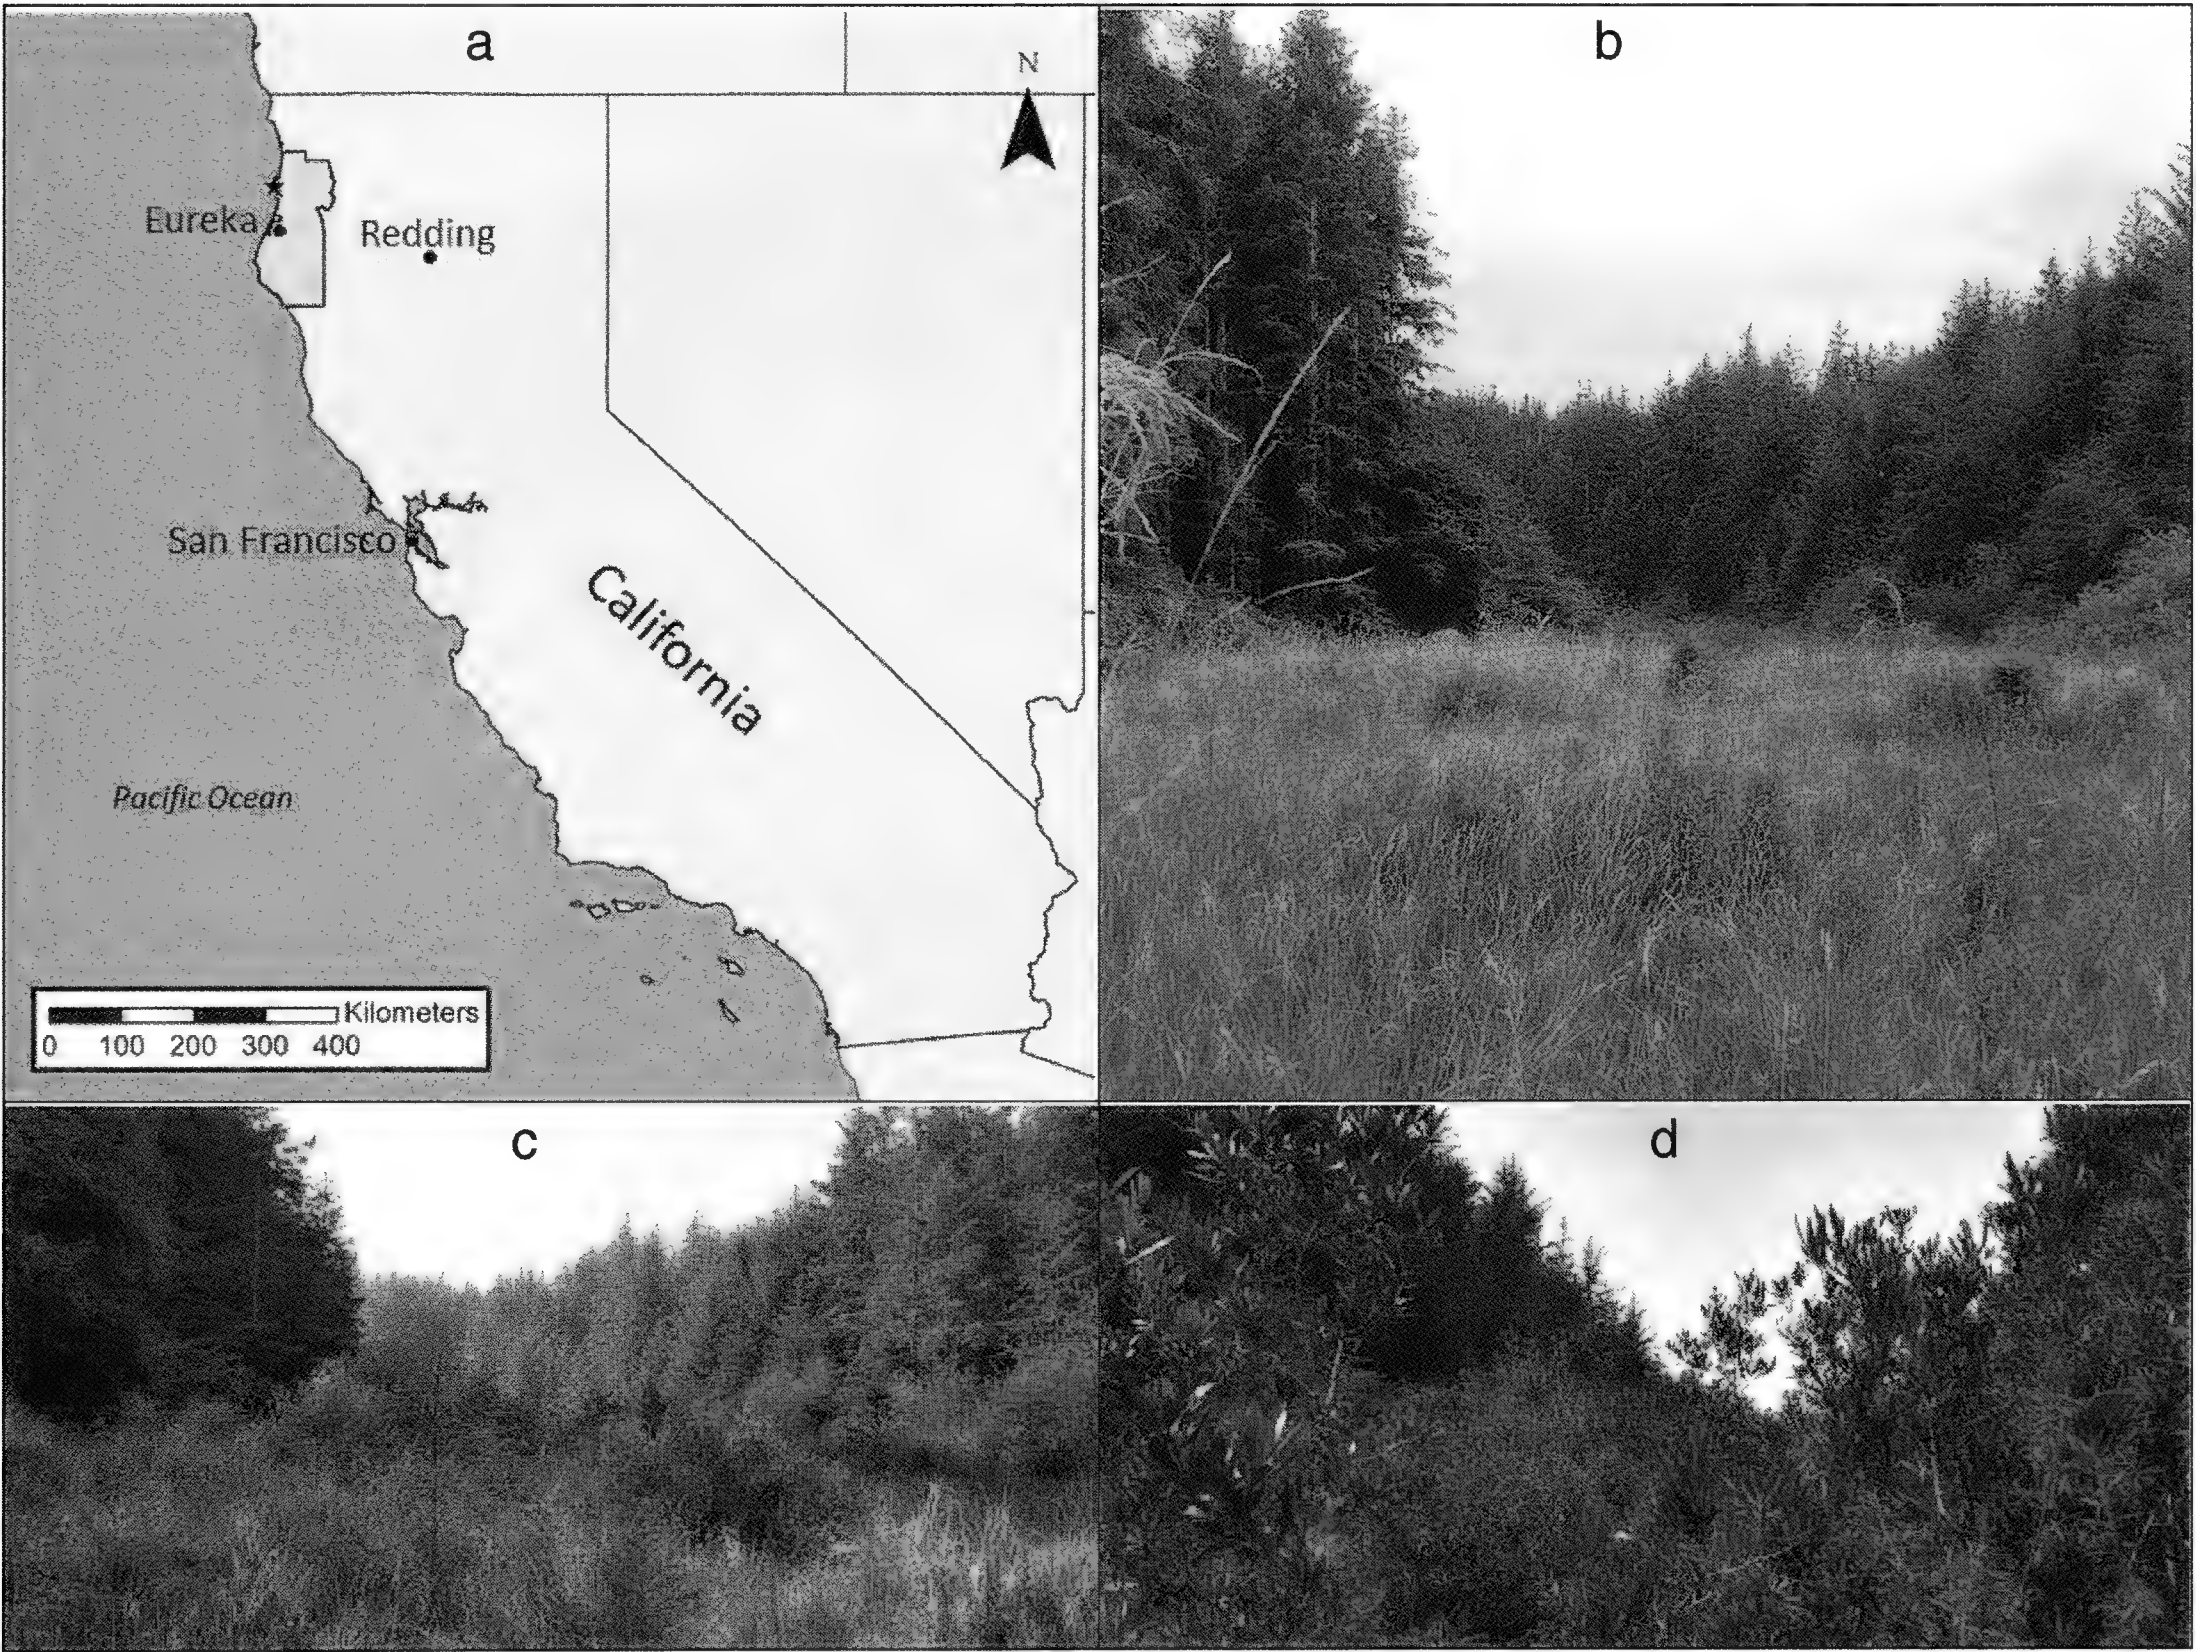 a
N
Eureka
Redding
San Francisco
California
Pacific Ocean
Kilometers
0 100 200 300 400
b
c
d